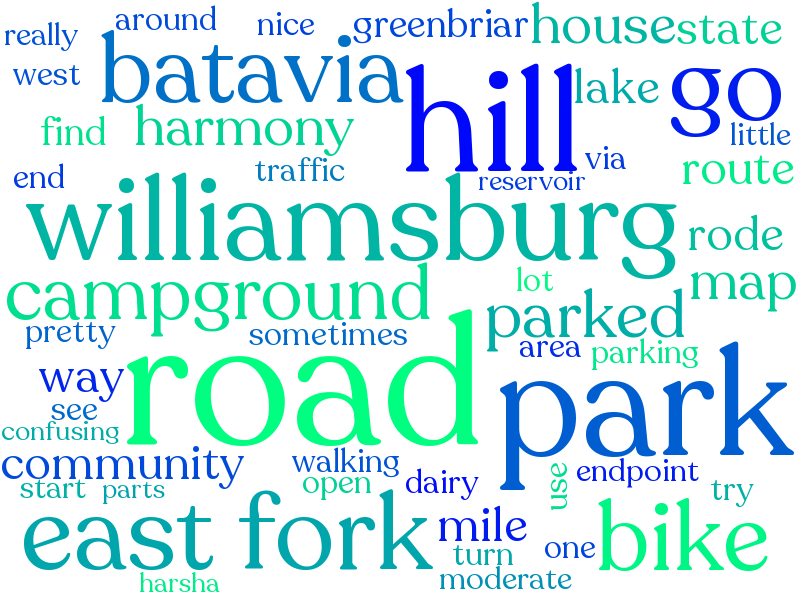 really
around
nice
greenbriar
house
state
west
batavia
hill
lake
go
find
harmony
little
end
traffic
reservoir
via
route
williamsburg
rode
campground
lot
map
pretty
sometimes
parked
way
road
area
parking
see
park
confusing
community
walking
dairy
endpoint
start
parts
open
use
try
east fork
mile
one
bike
turn
harsha
moderate